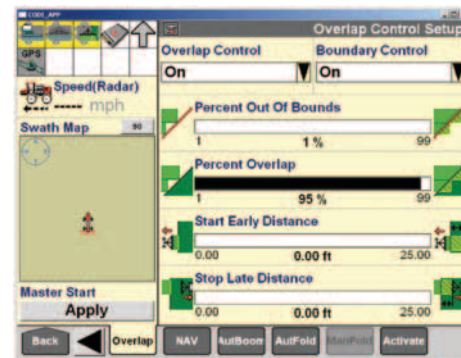 CODE_APP
Overlap Control Setup
GPS
Speed(Radar)
----- mph
Swath Map
90
Master Start
Apply
Overlap Control
Boundary Control
On
On
Percent Out Of Bounds
1
1 %
99
Percent Overlap
1
95 %
99
Start Early Distance
0.00
0.00 ft
25.00
Stop Late Distance
0.00
0.00 ft
25.00
Back
Overlap
NAV
AutBoom
AutFold
ManFold
Activate